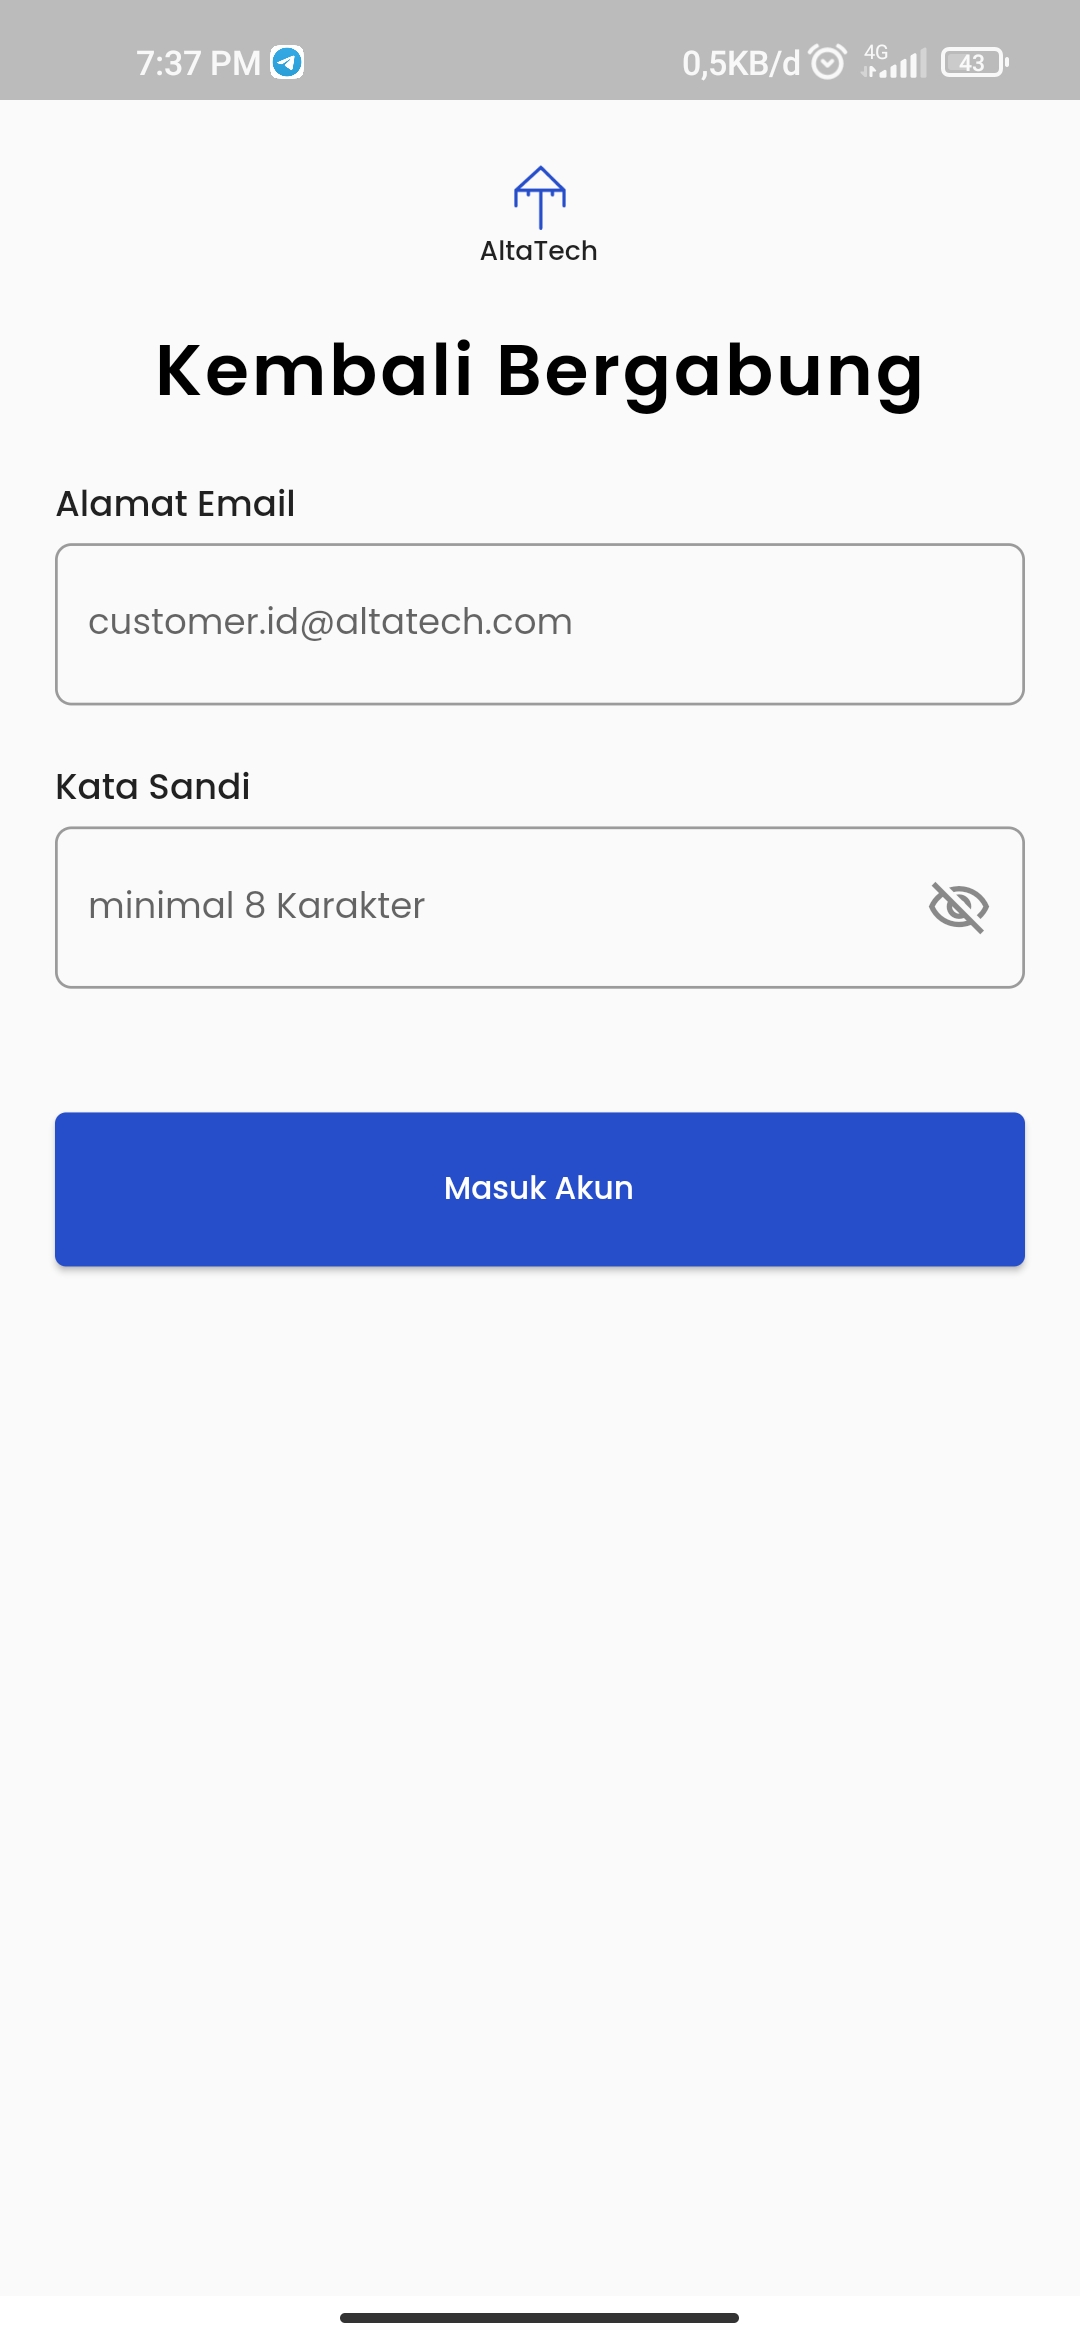 7:37 PM 0,5KB/d 4G 43
AltaTech
Kembali Bergabung
Alamat Email
customer.id@altatech.com
Kata Sandi
minimal 8 Karakter
Masuk Akun